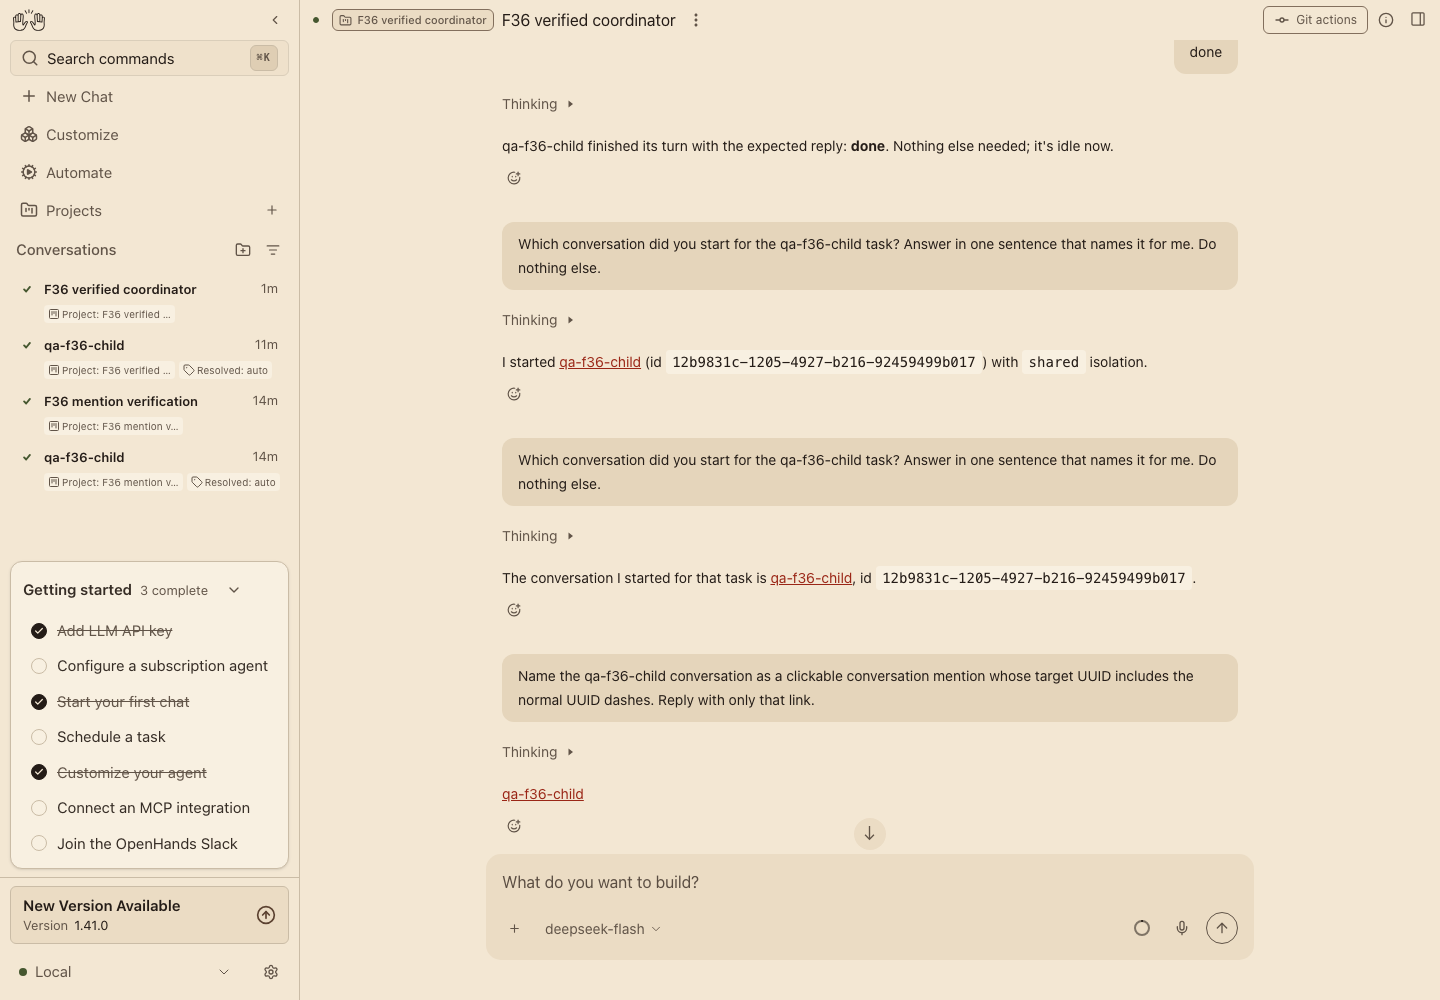 Search commands
⌘K
New Chat
Customize
Automate
Projects
Conversations
F36 verified coordinator
1m
Project: F36 verified ...
qa-f36-child
11m
Project: F36 verified ...
Resolved: auto
F36 mention verification
14m
Project: F36 mention v...
qa-f36-child
14m
Project: F36 mention v...
Resolved: auto
Getting started 3 complete
Add LLM API key
Configure a subscription agent
Start your first chat
Schedule a task
Customize your agent
Connect an MCP integration
Join the OpenHands Slack
New Version Available
Version 1.41.0
Local
F36 verified coordinator
F36 verified coordinator
Git actions
done
Thinking
qa-f36-child finished its turn with the expected reply: done. Nothing else needed; it's idle now.
Which conversation did you start for the qa-f36-child task? Answer in one sentence that names it for me. Do
nothing else.
Thinking
I started qa-f36-child (id 12b9831c-1205-4927-b216-92459499b017 ) with shared isolation.
Which conversation did you start for the qa-f36-child task? Answer in one sentence that names it for me. Do
nothing else.
Thinking
The conversation I started for that task is qa-f36-child, id 12b9831c-1205-4927-b216-92459499b017 .
Name the qa-f36-child conversation as a clickable conversation mention whose target UUID includes the
normal UUID dashes. Reply with only that link.
Thinking
qa-f36-child
What do you want to build?
deepseek-flash